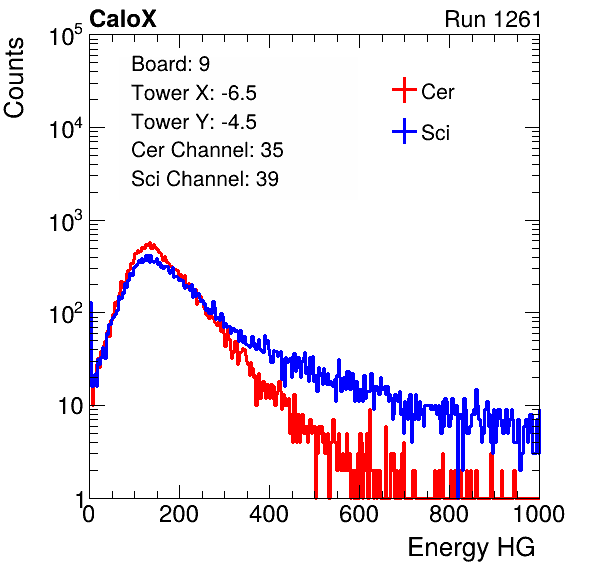 CaloX Run 1261
Counts
Board: 9
Tower X: -6.5
Tower Y: -4.5
Cer Channel: 35
Sci Channel: 39
Cer
Sci
10^5
10^4
10^3
10^2
10
1
0 200 400 600 800 1000
Energy HG